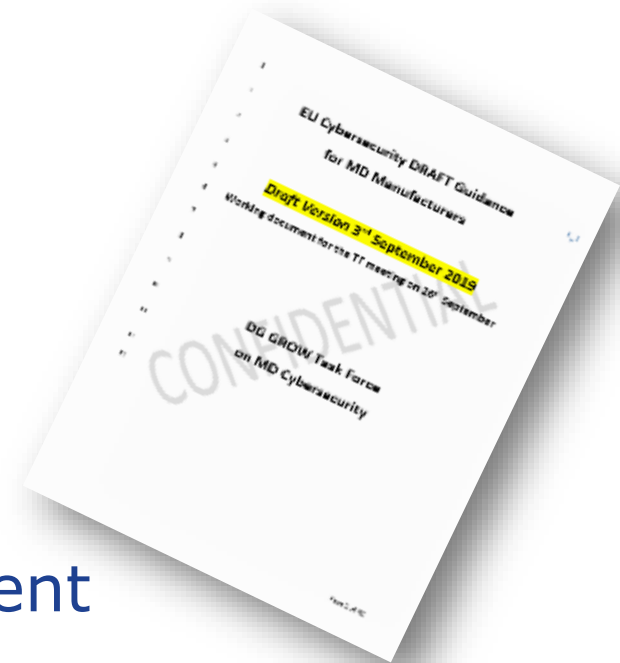 EU Cybersecurity DRAFT Guidance
for MD Manufacturers
Draft Version 3rd September 2019
Working document for the TF meeting on 26th September
CONFIDENTIAL
DG GROW Task Force
on MD Cybersecurity
ent